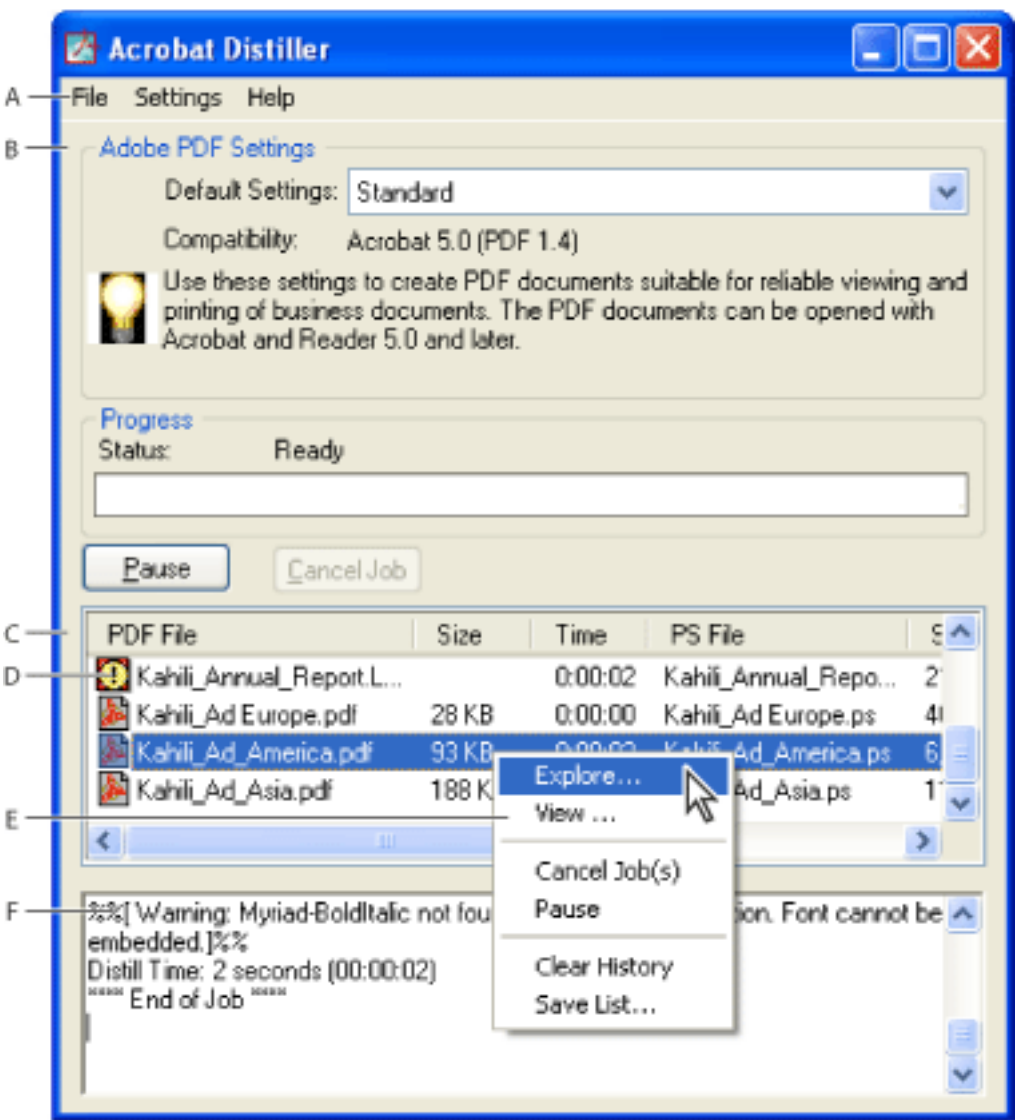 Acrobat Distiller
A
File Settings Help
B
Adobe PDF Settings
Default Settings: Standard
Compatibility: Acrobat 5.0 (PDF 1.4)
Use these settings to create PDF documents suitable for reliable viewing and
printing of business documents. The PDF documents can be opened with
Acrobat and Reader 5.0 and later.
Progress
Status: Ready
Pause Cancel Job
C
PDF File Size Time PS File
D
Kahili_Annual_Report.L... 0:00:02 Kahili_Annual_Repo...
Kahili_Ad Europe.pdf 28 KB 0:00:00 Kahili_Ad Europe.ps
Kahili_Ad_America.pdf 93 KB Kahili_Ad_America.ps
Kahili_Ad_Asia.pdf 188 K Ad_Asia.ps
E
Explore...
View ...
Cancel Job(s)
Pause
Clear History
Save List...
F
%%[ Warning: Myriad-BoldItalic not fou ion. Font cannot be
embedded.]%%
Distill Time: 2 seconds (00:00:02)
**** End of Job ****